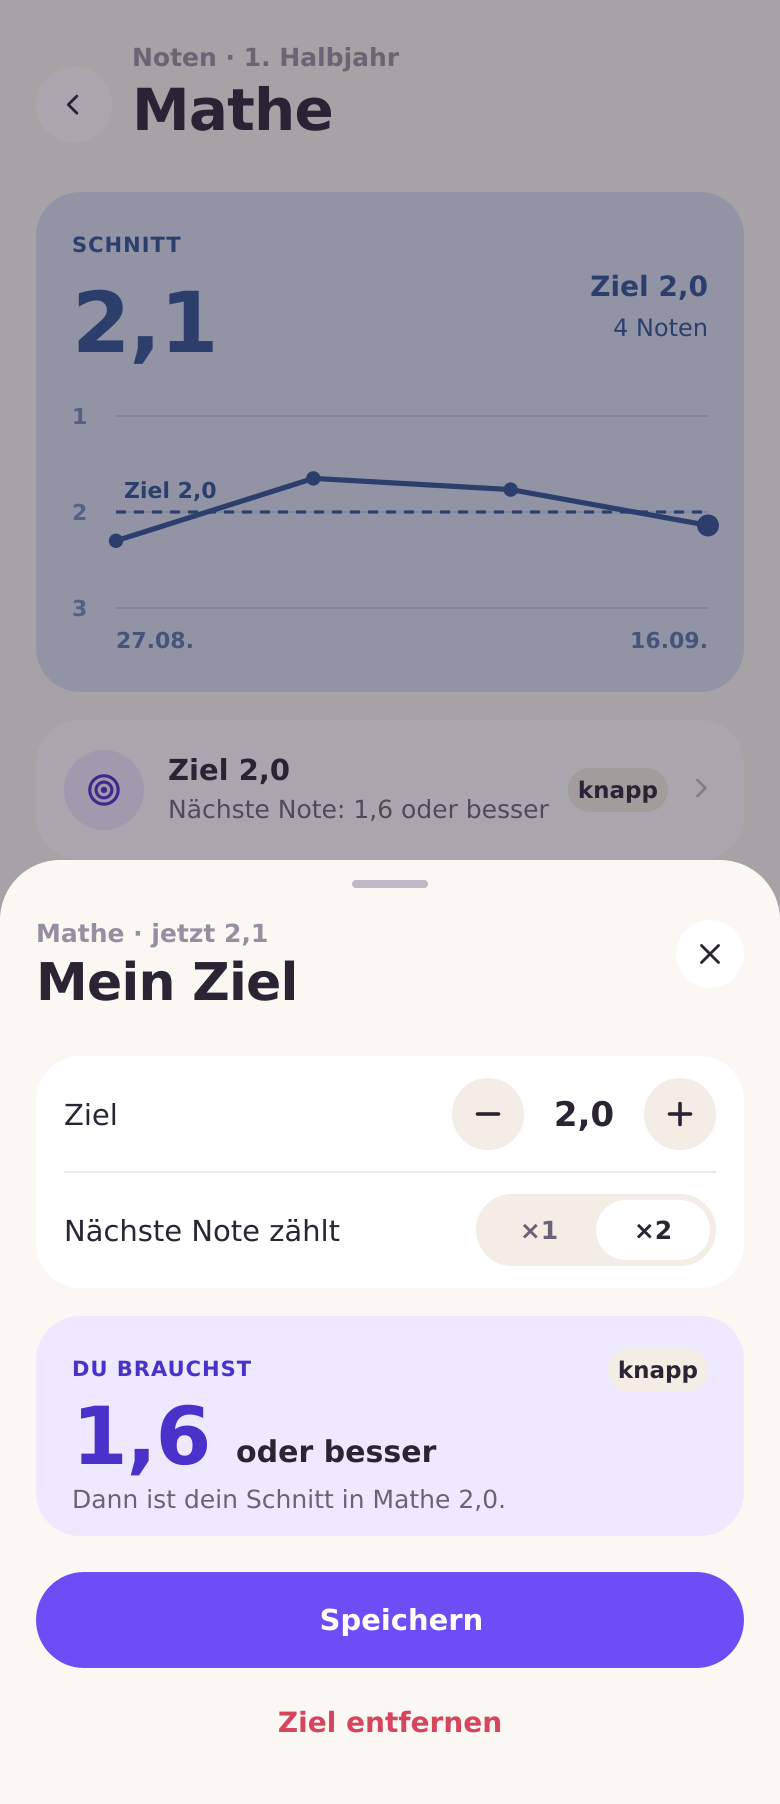 Noten · 1. Halbjahr
Mathe
SCHNITT
2,1
Ziel 2,0
4 Noten
1
Ziel 2,0
2
3
27.08.
16.09.
Ziel 2,0
Nächste Note: 1,6 oder besser
knapp
Mathe · jetzt 2,1
Mein Ziel
Ziel
2,0
Nächste Note zählt
×1
×2
DU BRAUCHST
knapp
1,6 oder besser
Dann ist dein Schnitt in Mathe 2,0.
Speichern
Ziel entfernen